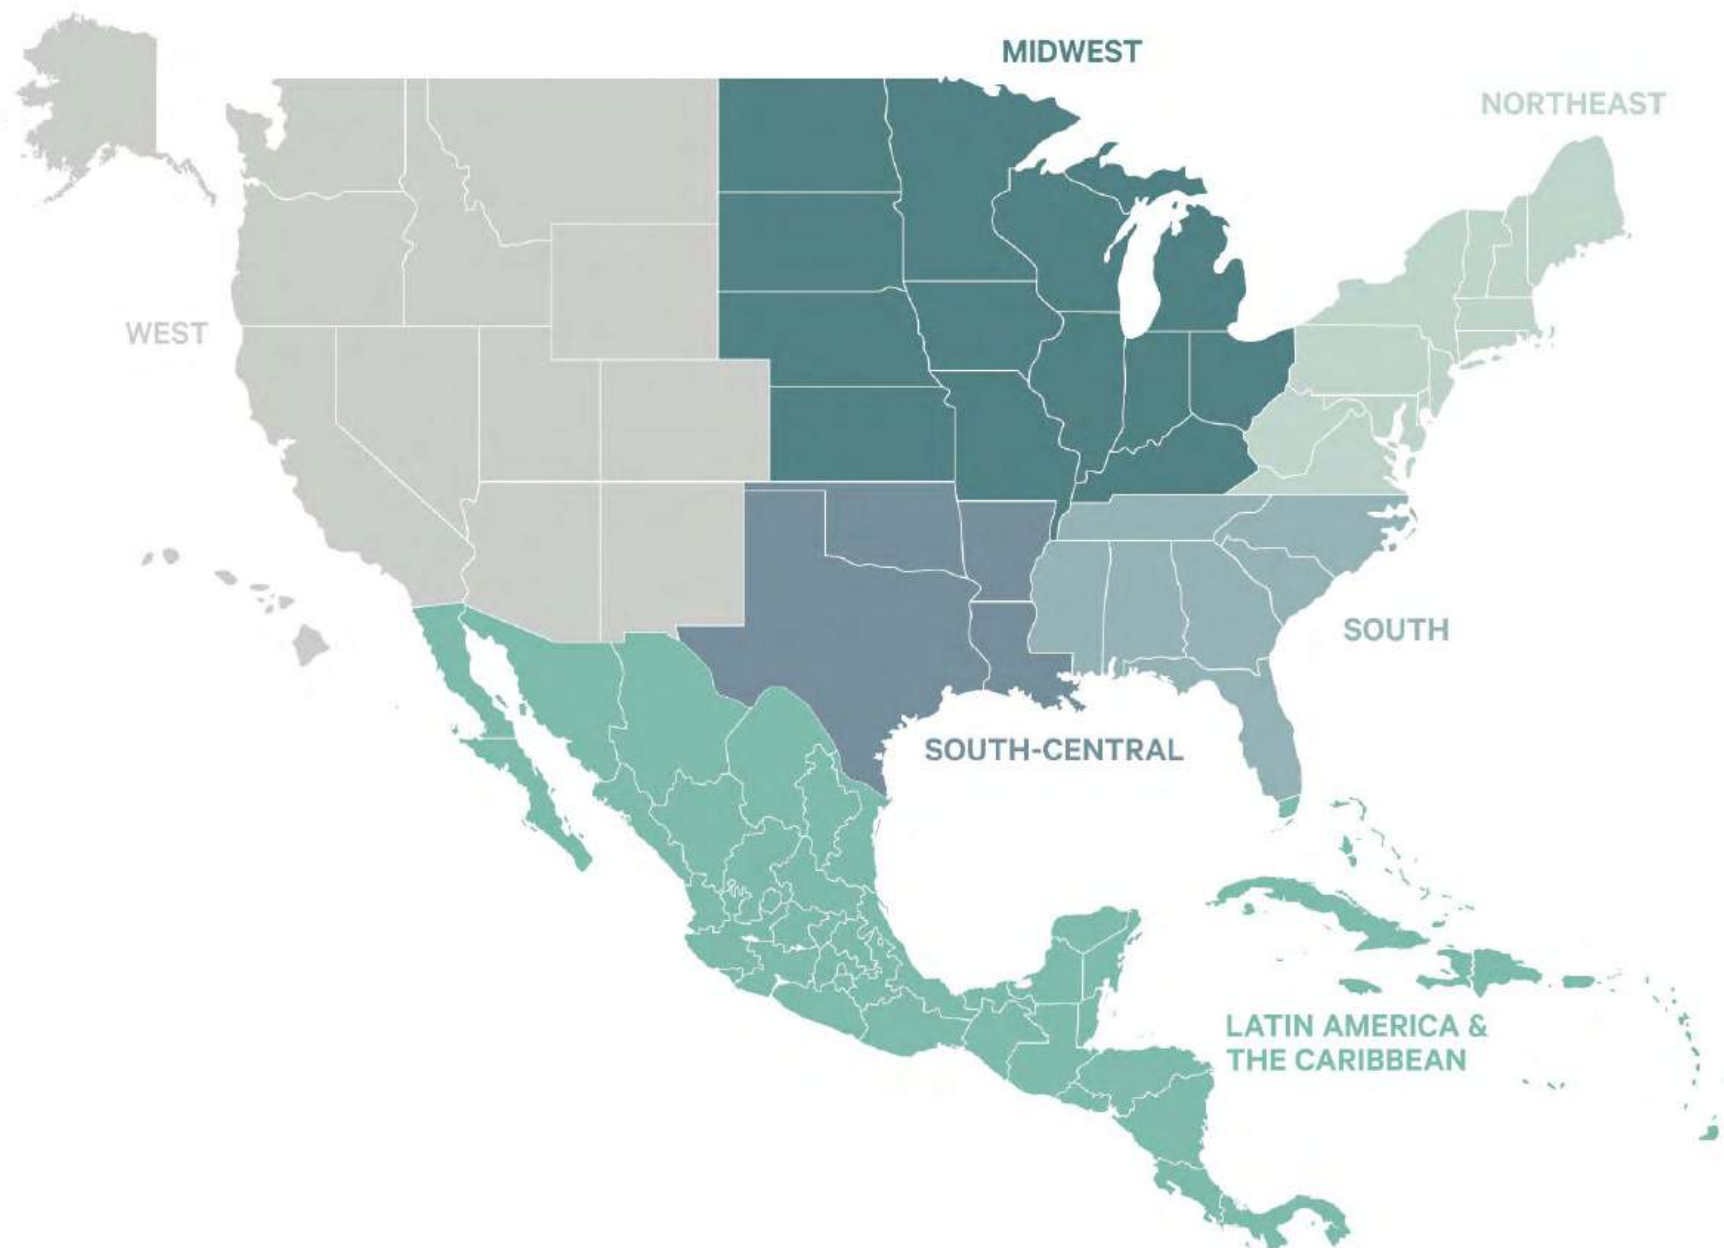 MIDWEST
NORTHEAST
WEST
SOUTH
SOUTH-CENTRAL
LATIN AMERICA &
THE CARIBBEAN